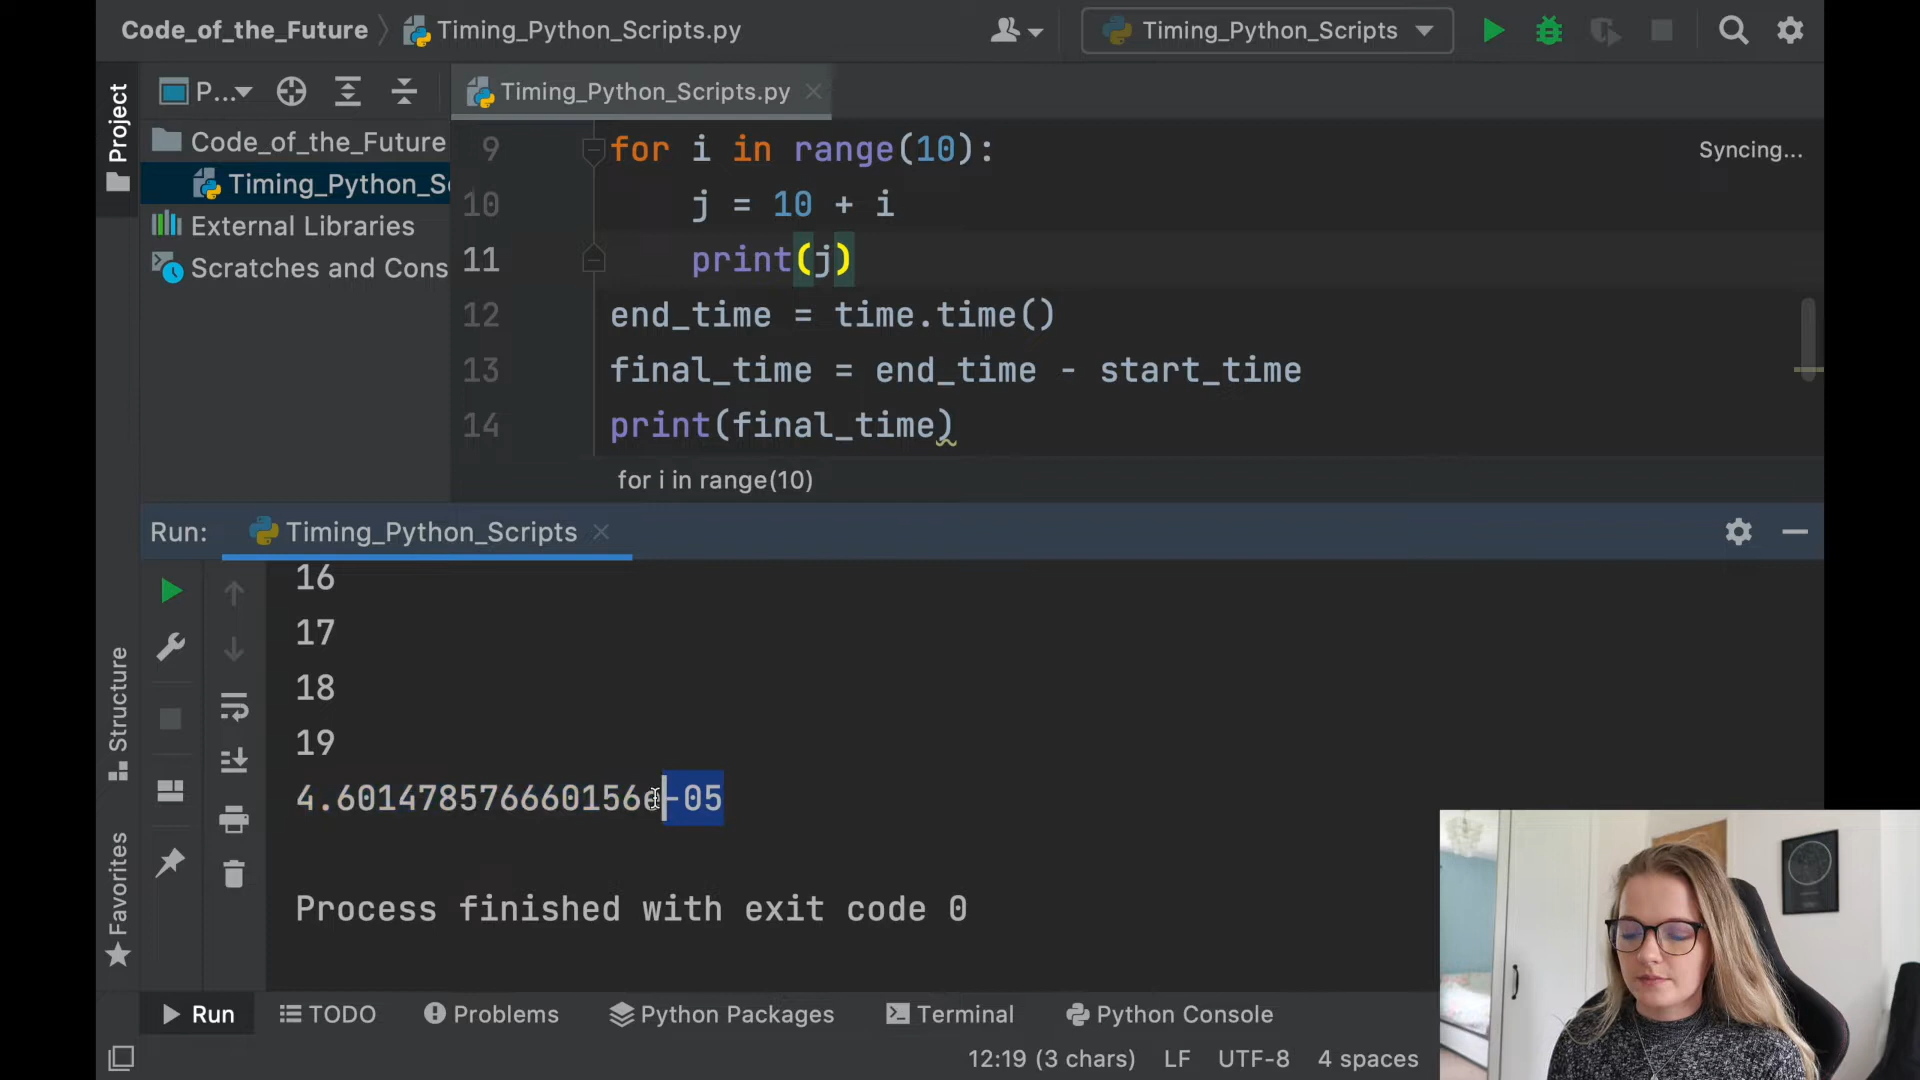 Code_of_the_Future
Timing_Python_Scripts.py
Timing_Python_Scripts
Project
P...
Timing_Python_Scripts.py
Code_of_the_Future
Timing_Python_S
External Libraries
Scratches and Cons
Syncing...
9 for i in range(10):
10 j = 10 + i
11 print(j)
12 end_time = time.time()
13 final_time = end_time - start_time
14 print(final_time)
for i in range(10)
Run:
Timing_Python_Scripts
16
17
18
19
4.601478576660156e-05
Process finished with exit code 0
Structure
Favorites
Run
TODO
Problems
Python Packages
Terminal
Python Console
12:19 (3 chars)
LF
UTF-8
4 spaces